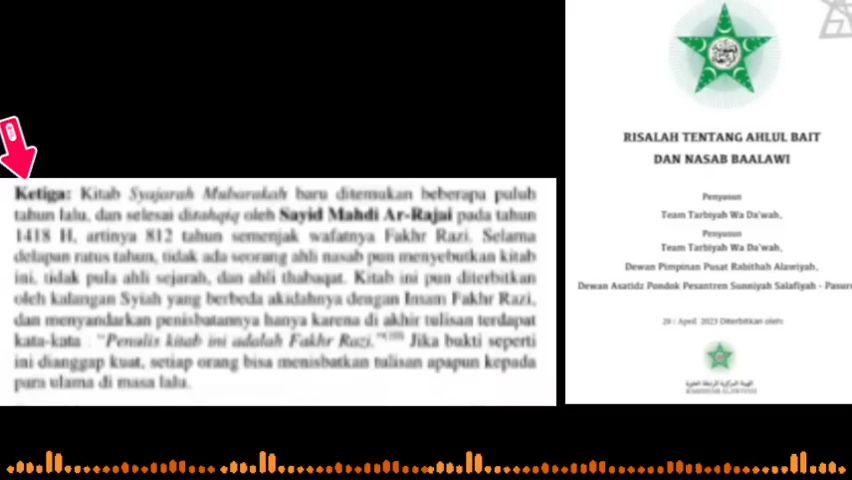 Ketiga: Kitab Syajarah Mubarakah baru ditemukan beberapa puluh
tahun lalu, dan selesai ditahqiq oleh Sayid Mahdi Ar-Rajai pada tahun
1418 H, artinya 812 tahun semenjak wafatnya Fakhr Razi. Selama
delapan ratus tahun, tidak ada seorang ahli nasab pun menyebutkan kitab
ini, tidak pula ahli sejarah, dan ahli thabaqat. Kitab ini pun diterbitkan
oleh kalangan Syiah yang berbeda akidahnya dengan Imam Fakhr Razi,
dan menyandarkan penisbatannya hanya karena di akhir tulisan terdapat
kata-kata : "Penulis kitab ini adalah Fakhr Razi." Jika bukti seperti
ini dianggap kuat, setiap orang bisa menisbatkan tulisan apapun kepada
para ulama di masa lalu.
RISALAH TENTANG AHLUL BAIT
DAN NASAB BAALAWI
Penyusun
Team Tarbiyah Wa Da'wah,
Penyusun
Team Tarbiyah Wa Da'wah,
Dewan Pimpinan Pusat Rabithah Alawiyah,
Dewan Asatidz Pondok Pesantren Sunniyah Salafiyah - Pasuru
April 2023 Diterbitkan oleh:
RABITHAH ALAWIYAH